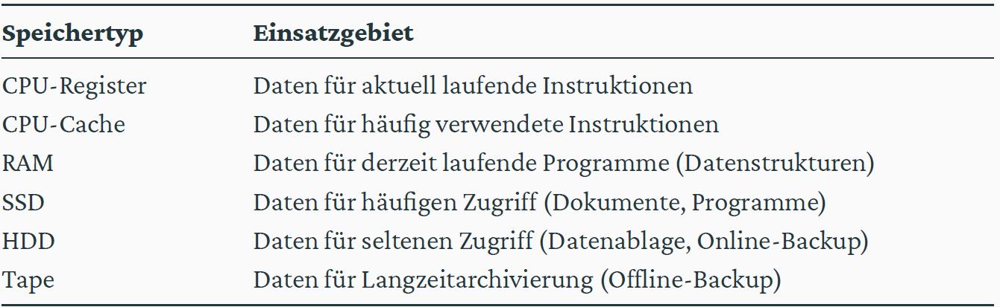 Speichertyp Einsatzgebiet
CPU-Register Daten für aktuell laufende Instruktionen
CPU-Cache Daten für häufig verwendete Instruktionen
RAM Daten für derzeit laufende Programme (Datenstrukturen)
SSD Daten für häufigen Zugriff (Dokumente, Programme)
HDD Daten für seltenen Zugriff (Datenablage, Online-Backup)
Tape Daten für Langzeitarchivierung (Offline-Backup)